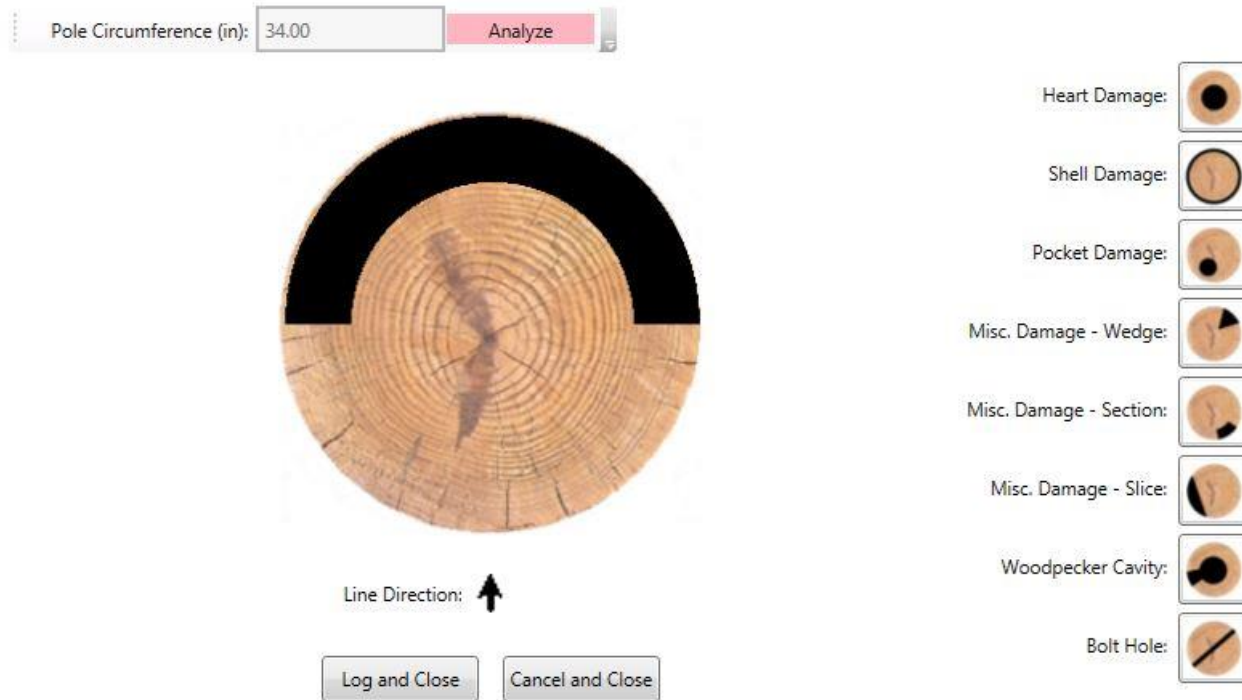 Pole Circumference (in): 34.00 Analyze
Heart Damage:
Shell Damage:
Pocket Damage:
Misc. Damage - Wedge:
Misc. Damage - Section:
Misc. Damage - Slice:
Woodpecker Cavity:
Bolt Hole:
Line Direction:
Log and Close Cancel and Close